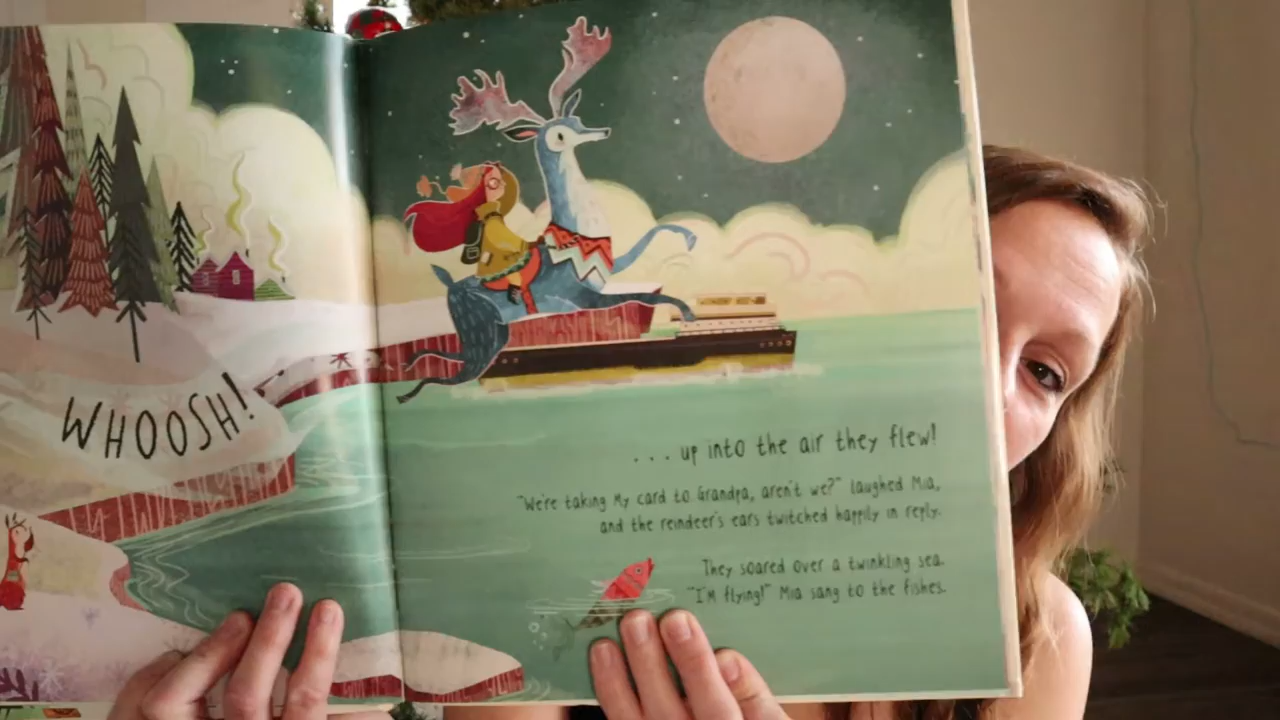 WHOOSH!
... up into the air they flew!
"We're taking my card to Grandpa, aren't we?" laughed Mia,
and the reindeer's ears twitched happily in reply.
They soared over a twinkling sea.
"I'm flying!" Mia sang to the fishes.